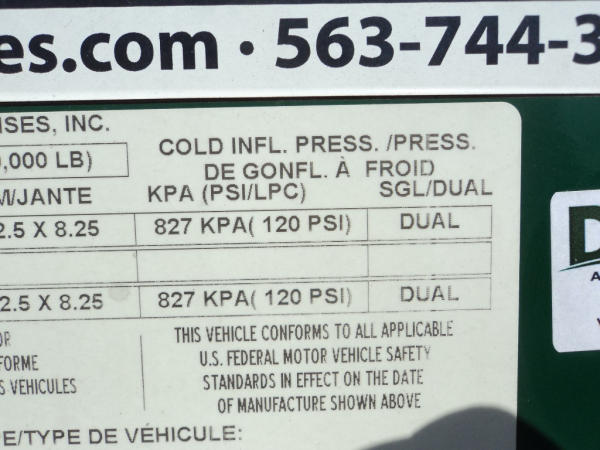 es.com · 563-744-3
ISES, INC.
COLD INFL. PRESS. /PRESS.
0,000 LB)
DE GONFL. À FROID
M/JANTE KPA (PSI/LPC) SGL/DUAL
2.5 X 8.25 827 KPA( 120 PSI) DUAL
2.5 X 8.25 827 KPA( 120 PSI) DUAL
OR
FORME
S VEHICULES
THIS VEHICLE CONFORMS TO ALL APPLICABLE
U.S. FEDERAL MOTOR VEHICLE SAFETY
STANDARDS IN EFFECT ON THE DATE
OF MANUFACTURE SHOWN ABOVE
PE/TYPE DE VÉHICULE:
D
A
V